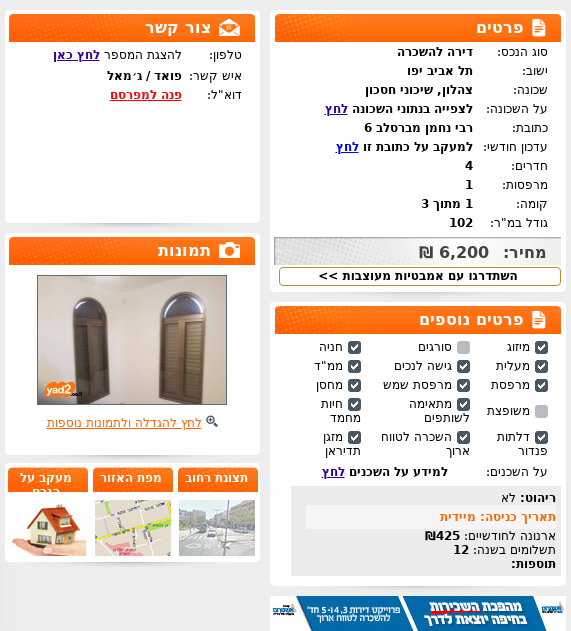 פרטים
סוג הנכס: דירה להשכרה
ישוב: תל אביב יפו
שכונה: צהלון, שיכוני חסכון
על השכונה: לצפייה בנתוני השכונה לחץ
כתובת: רבי נחמן מברסלב 6
עדכון חודשי: למעקב על כתובת זו לחץ
חדרים: 4
מרפסות: 1
קומה: 1 מתוך 3
גודל במ"ר: 102
מחיר: 6,200 ₪
השתדרגו עם אמבטיות מעוצבות >>
פרטים נוספים
מיזוג סורגים חניה
מעלית גישה לנכים ממ"ד
מרפסת מרפסת שמש מחסן
משופצת מתאימה לשותפים חיות מחמד
דלתות פנדור השכרה לטווח ארוך מזגן תדיראן
על השכנים: למידע על השכנים לחץ
ריהוט: לא
תאריך כניסה: מיידית
ארנונה לחודשיים: 425₪
תשלומים בשנה: 12
תוספות:
מהפכת השכירות
בחיפה יוצאת לדרך
פרוייקט דירות 3, 4 ו-5 חד'
להשכרה לטווח ארוך
צור קשר
טלפון: להצגת המספר לחץ כאן
איש קשר: פואד / ג'מאל
דוא"ל: פנה למפרסם
תמונות
yad2
לחץ להגדלה ולתמונות נוספות
תצוגת רחוב
מפת האזור
מעקב על
הנכס